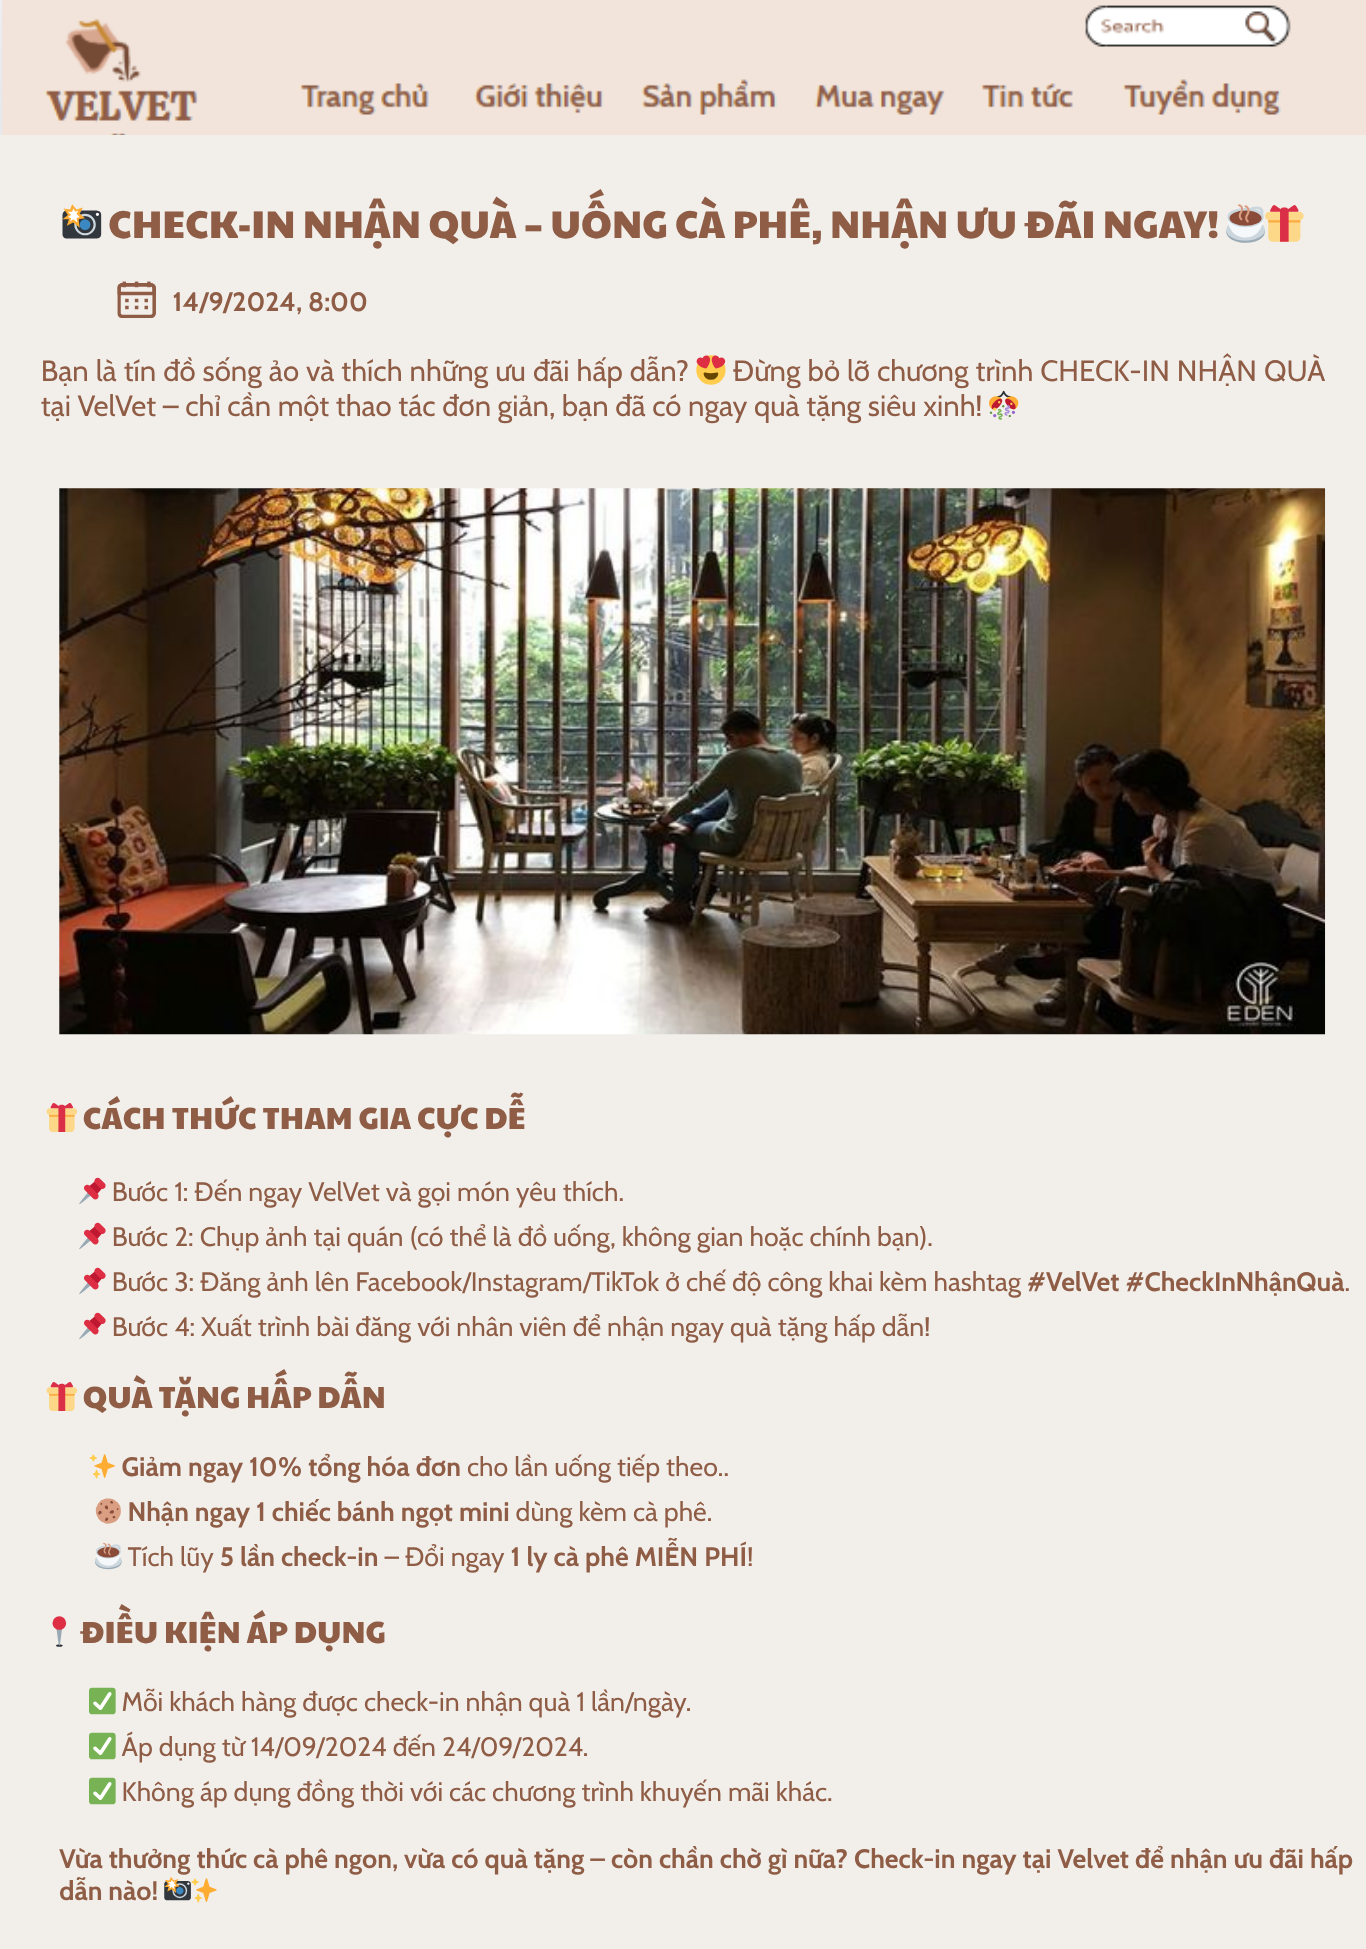 Search
VELVET
Trang chủ Giới thiệu Sản phẩm Mua ngay Tin tức Tuyển dụng
📸 CHECK-IN NHẬN QUÀ – UỐNG CÀ PHÊ, NHẬN ƯU ĐÃI NGAY! ☕🎁
14/9/2024, 8:00
Bạn là tín đồ sống ảo và thích những ưu đãi hấp dẫn? 😍 Đừng bỏ lỡ chương trình CHECK-IN NHẬN QUÀ
tại VelVet – chỉ cần một thao tác đơn giản, bạn đã có ngay quà tặng siêu xinh! 🎊
EDEN
🎁 CÁCH THỨC THAM GIA CỰC DỄ
📌 Bước 1: Đến ngay VelVet và gọi món yêu thích.
📌 Bước 2: Chụp ảnh tại quán (có thể là đồ uống, không gian hoặc chính bạn).
📌 Bước 3: Đăng ảnh lên Facebook/Instagram/TikTok ở chế độ công khai kèm hashtag #VelVet #CheckInNhậnQuà.
📌 Bước 4: Xuất trình bài đăng với nhân viên để nhận ngay quà tặng hấp dẫn!
🎁 QUÀ TẶNG HẤP DẪN
✨ Giảm ngay 10% tổng hóa đơn cho lần uống tiếp theo..
🍪 Nhận ngay 1 chiếc bánh ngọt mini dùng kèm cà phê.
☕ Tích lũy 5 lần check-in – Đổi ngay 1 ly cà phê MIỄN PHÍ!
📍 ĐIỀU KIỆN ÁP DỤNG
✅ Mỗi khách hàng được check-in nhận quà 1 lần/ngày.
✅ Áp dụng từ 14/09/2024 đến 24/09/2024.
✅ Không áp dụng đồng thời với các chương trình khuyến mãi khác.
Vừa thưởng thức cà phê ngon, vừa có quà tặng – còn chần chờ gì nữa? Check-in ngay tại Velvet để nhận ưu đãi hấp
dẫn nào! 📸✨